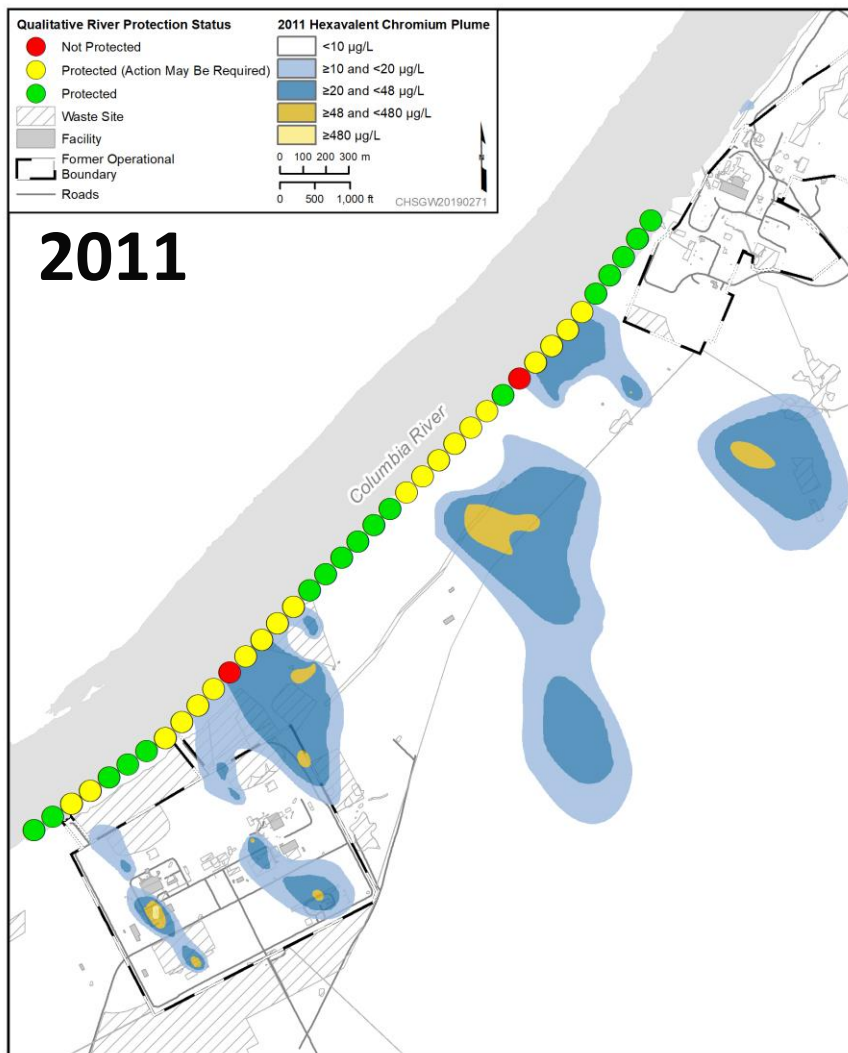 Qualitative River Protection Status
Not Protected
Protected (Action May Be Required)
Protected
Waste Site
Facility
Former Operational
Boundary
Roads
2011 Hexavalent Chromium Plume
<10 µg/L
≥10 and <20 µg/L
≥20 and <48 µg/L
≥48 and <480 µg/L
≥480 µg/L
0 100 200 300 m
0 500 1,000 ft
CHSGW20190271
2011
Columbia River